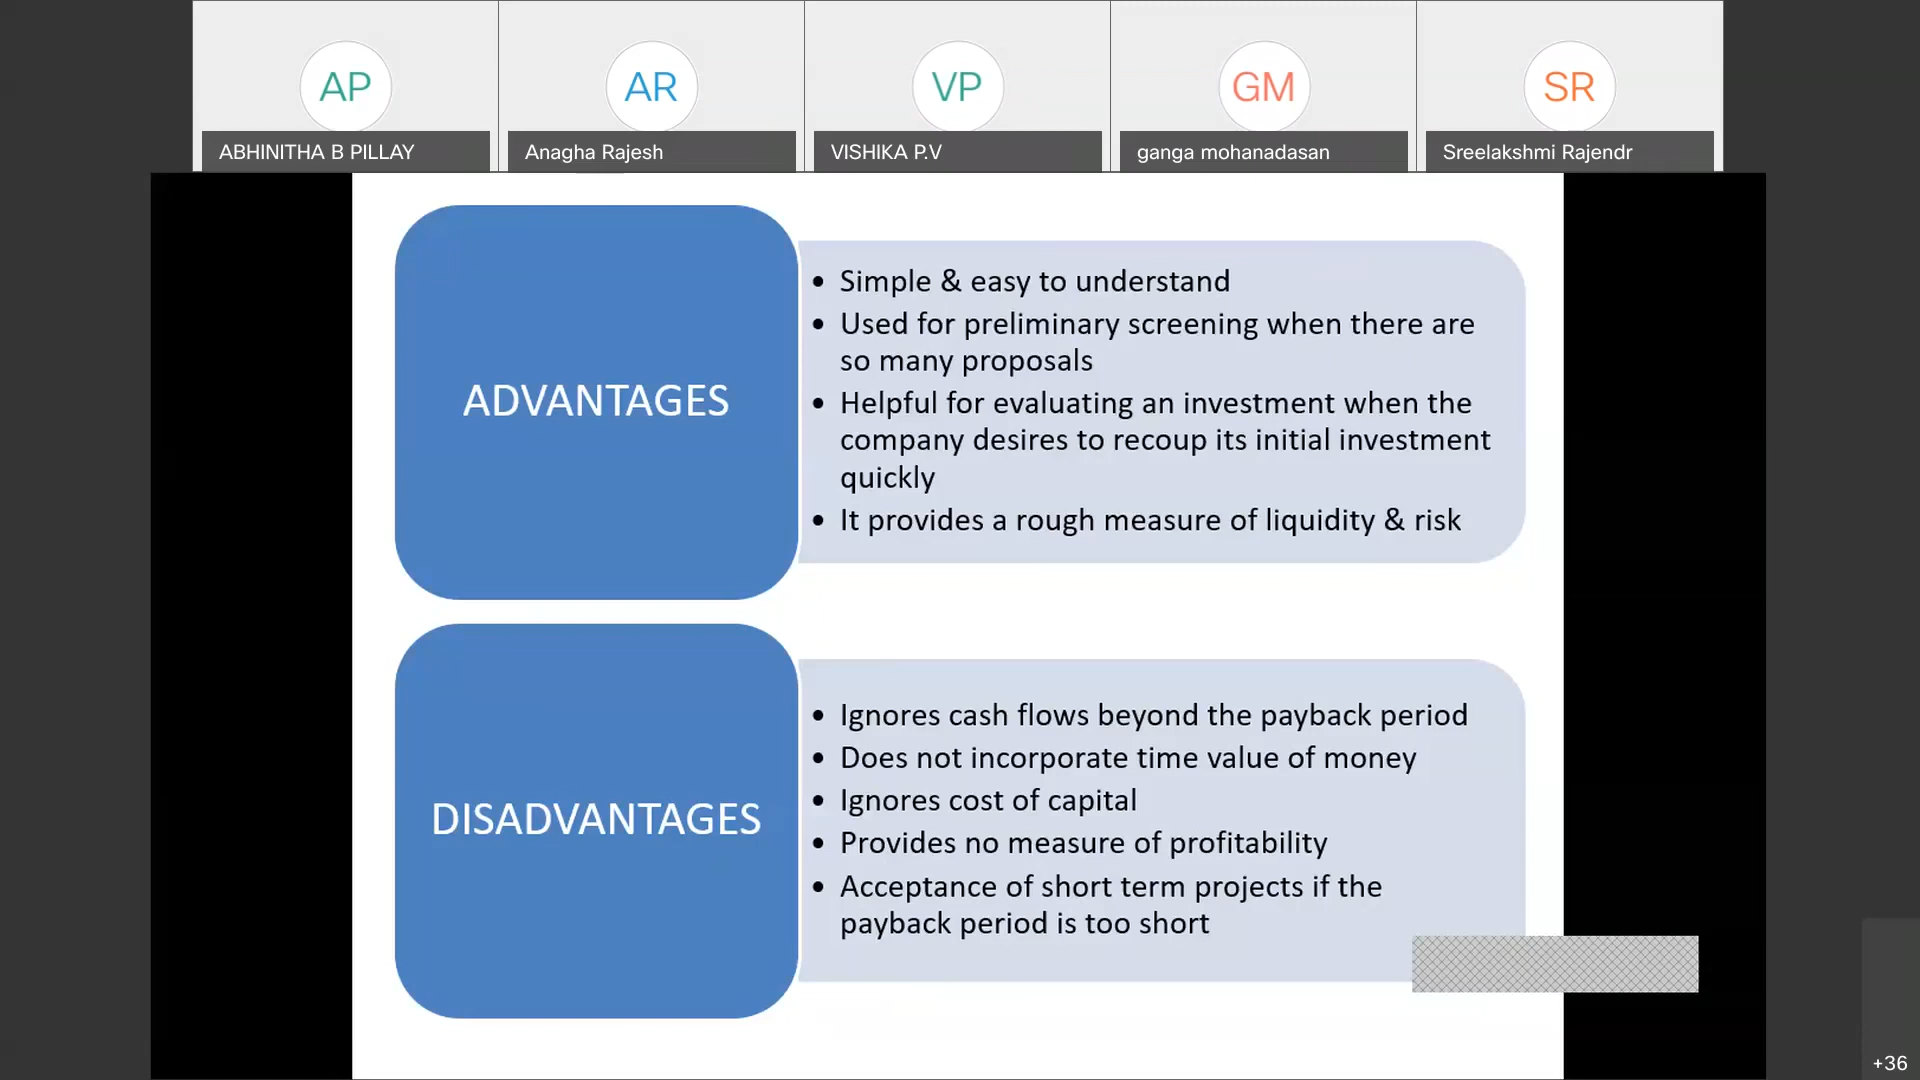 AP
AR
VP
GM
SR
ABHINITHA B PILLAY
Anagha Rajesh
VISHIKA P.V
ganga mohanadasan
Sreelakshmi Rajendr
ADVANTAGES
• Simple & easy to understand
• Used for preliminary screening when there are
so many proposals
• Helpful for evaluating an investment when the
company desires to recoup its initial investment
quickly
• It provides a rough measure of liquidity & risk
DISADVANTAGES
• Ignores cash flows beyond the payback period
• Does not incorporate time value of money
• Ignores cost of capital
• Provides no measure of profitability
• Acceptance of short term projects if the
payback period is too short
+36